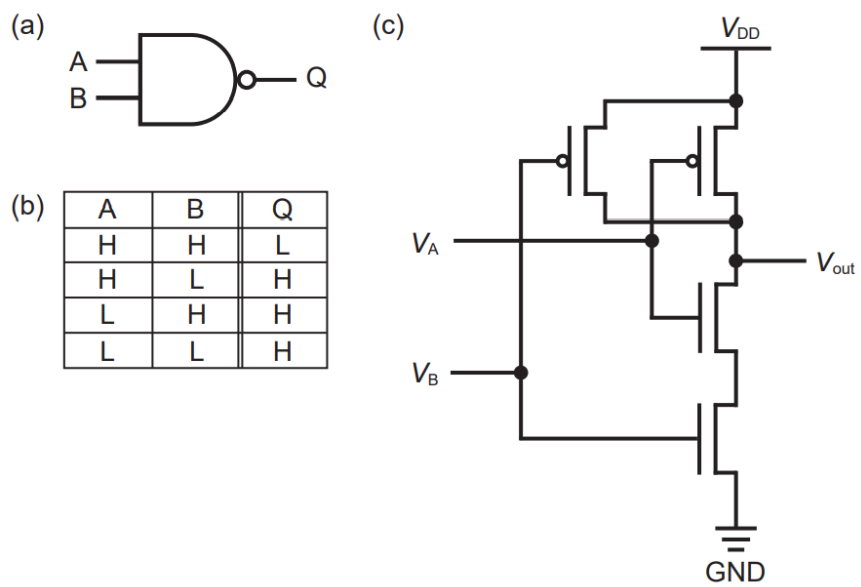 (a)
A
B
Q
(b)
A B Q
H H L
H L H
L H H
L L H
(c)
VDD
VA
Vout
VB
GND